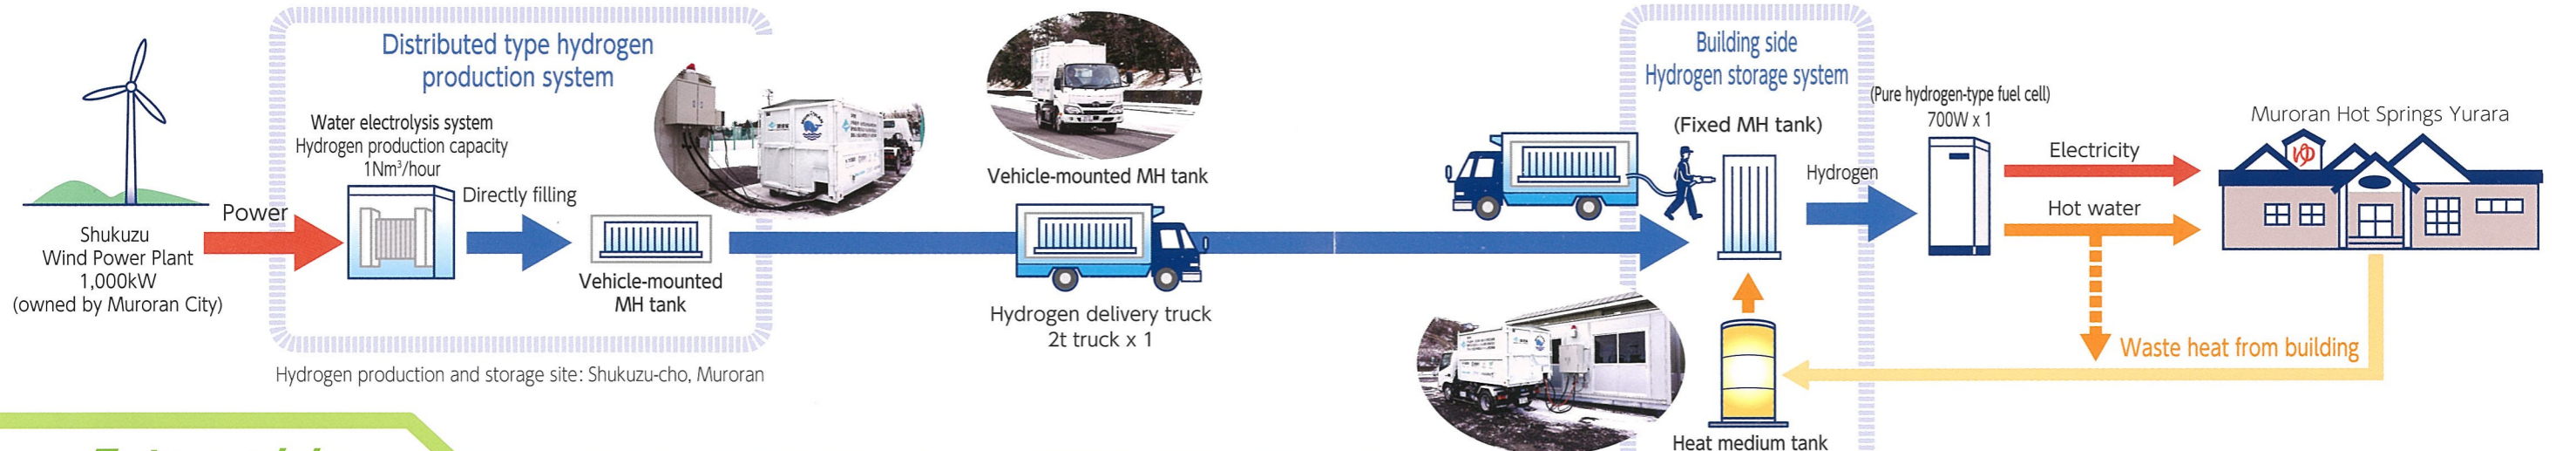 Distributed type hydrogen
production system
Water electrolysis system
Hydrogen production capacity
1Nm³/hour
Directly filling
Power
Shukuzu
Wind Power Plant
1,000kW
(owned by Muroran City)
Vehicle-mounted
MH tank
Hydrogen production and storage site: Shukuzu-cho, Muroran
Vehicle-mounted MH tank
Hydrogen delivery truck
2t truck x 1
Building side
Hydrogen storage system
(Fixed MH tank)
Hydrogen
Heat medium tank
(Pure hydrogen-type fuel cell)
700W x 1
Electricity
Hot water
Muroran Hot Springs Yurara
Waste heat from building